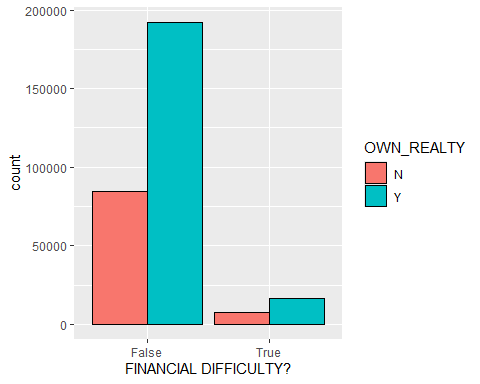 200000
150000
100000
50000
0
count
False
True
FINANCIAL DIFFICULTY?
OWN_REALTY
N
Y